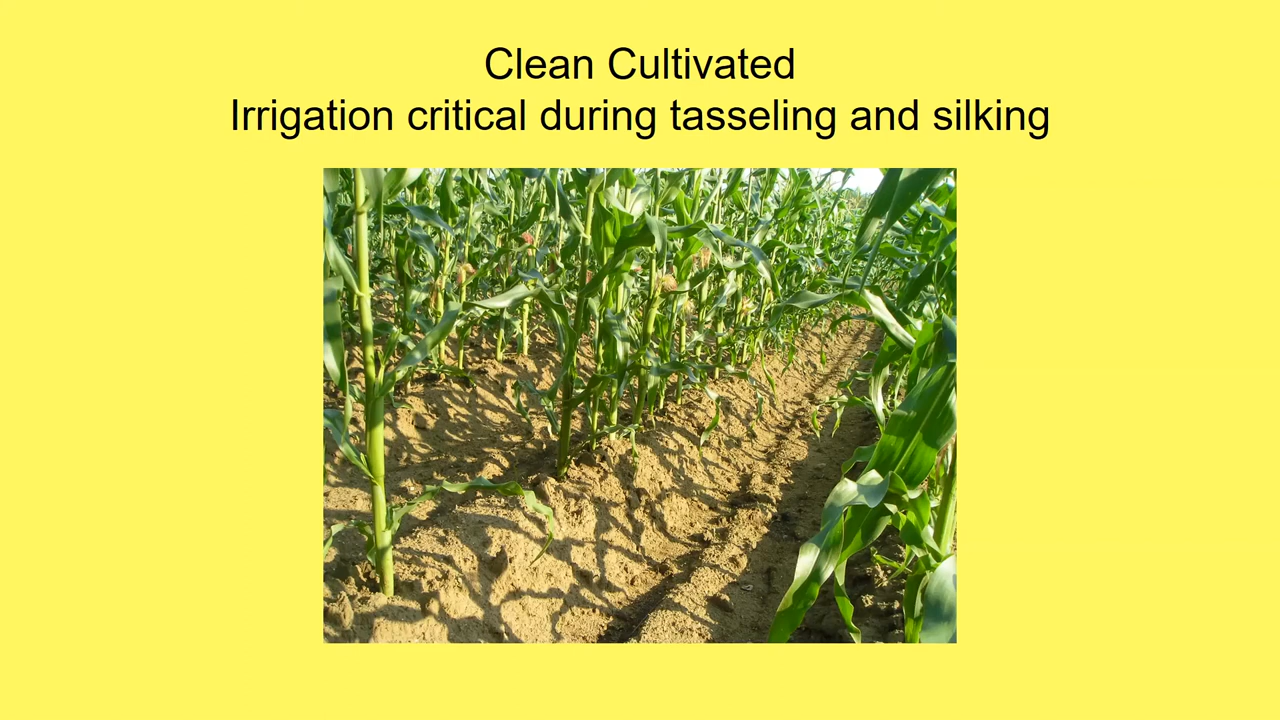 Clean Cultivated
Irrigation critical during tasseling and silking